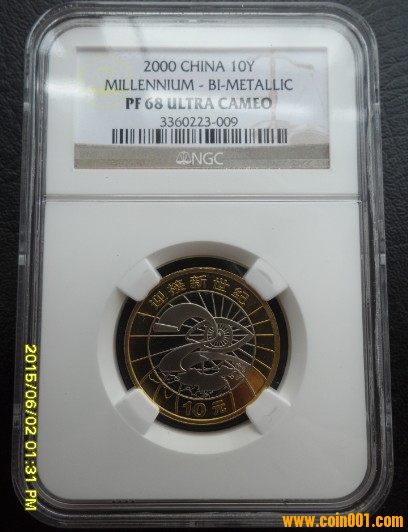 2000 CHINA 10Y
MILLENNIUM - BI-METALLIC
PF 68 ULTRA CAMEO
3360223-009
NGC
迎接新世纪
10元
2015/06/02 01:31 PM
www.coin001.com